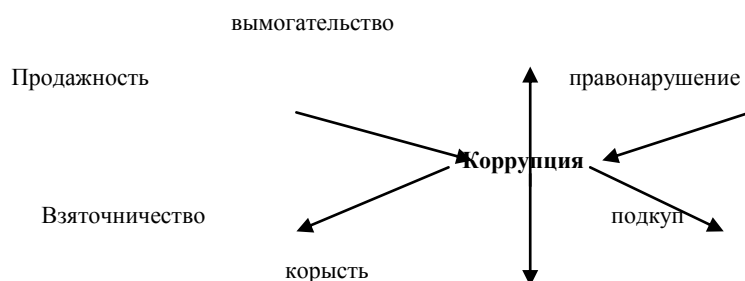 вымогательство
Продажность правонарушение
Коррупция
Взяточничество подкуп
корысть